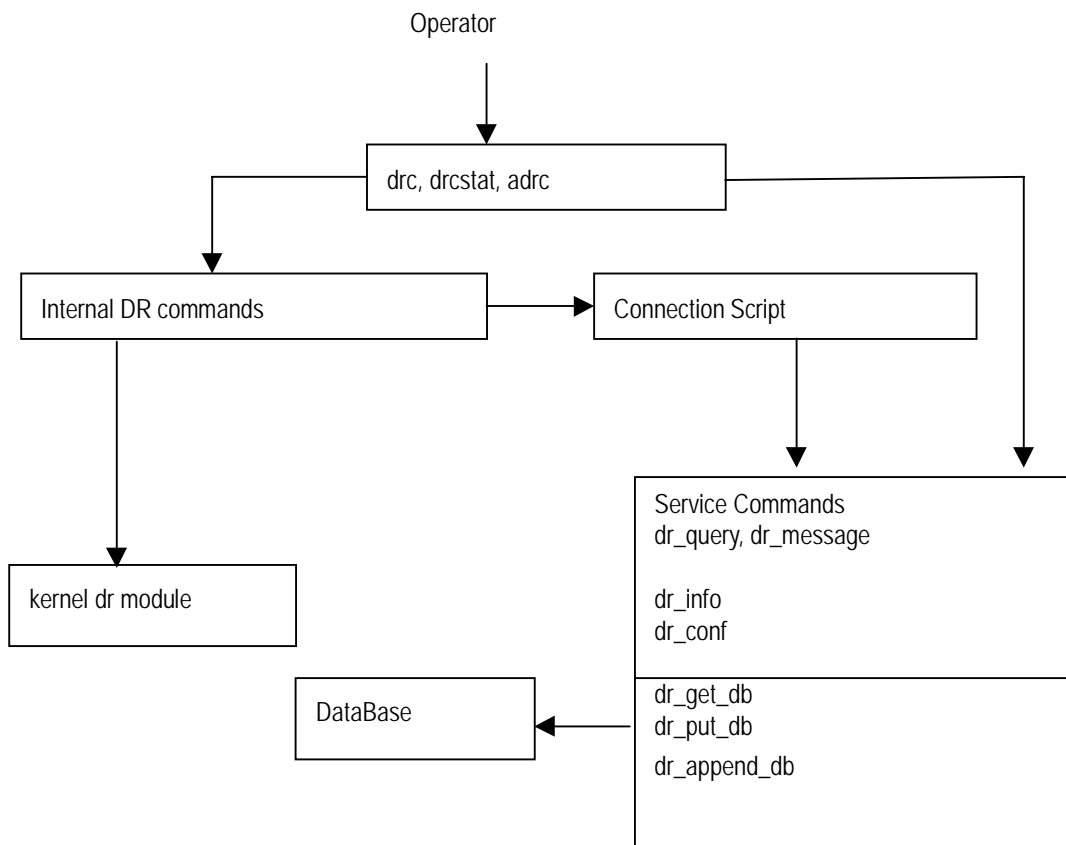 Operator
drc, drcstat, adrc
Internal DR commands
Connection Script
Service Commands
dr_query, dr_message
dr_info
dr_conf
kernel dr module
DataBase
dr_get_db
dr_put_db
dr_append_db